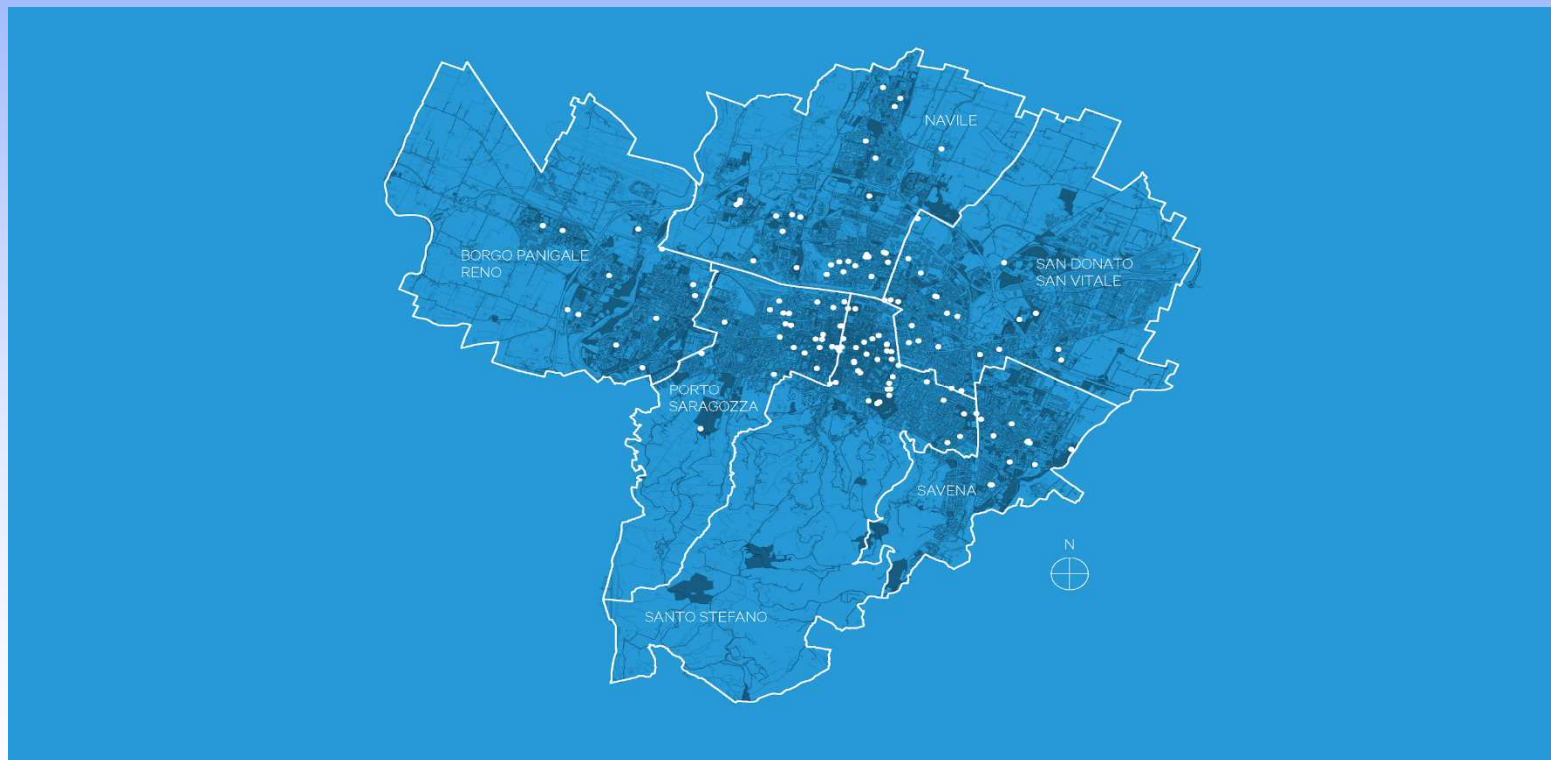 NAVILE
BORGO PANIGALE
RENO
SAN DONATO
SAN VITALE
PORTO
SARAGOZZA
SAVENA
N
SANTO STEFANO